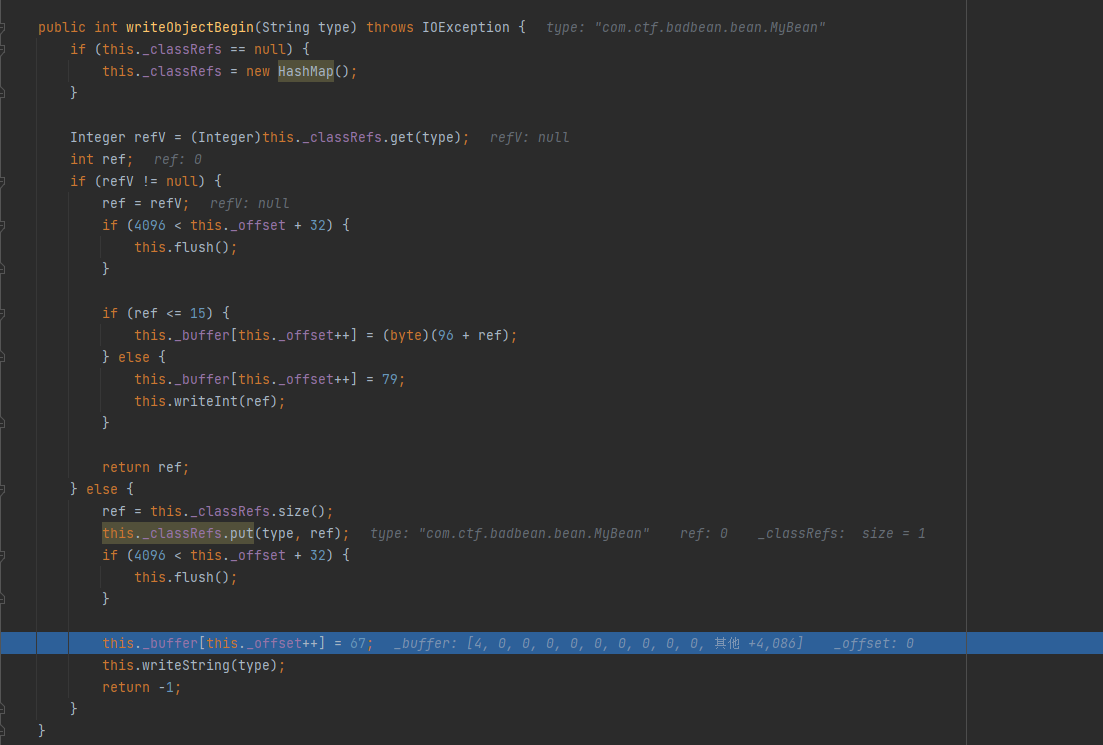 public int writeObjectBegin(String type) throws IOException {   type: "com.ctf.badbean.bean.MyBean"
    if (this._classRefs == null) {
        this._classRefs = new HashMap();
    }
    Integer refV = (Integer)this._classRefs.get(type);   refV: null
    int ref;   ref: 0
    if (refV != null) {
        ref = refV;   refV: null
        if (4096 < this._offset + 32) {
            this.flush();
        }
        if (ref <= 15) {
            this._buffer[this._offset++] = (byte)(96 + ref);
        } else {
            this._buffer[this._offset++] = 79;
            this.writeInt(ref);
        }
        return ref;
    } else {
        ref = this._classRefs.size();
        this._classRefs.put(type, ref);   type: "com.ctf.badbean.bean.MyBean"   ref: 0   _classRefs:  size = 1
        if (4096 < this._offset + 32) {
            this.flush();
        }
        this._buffer[this._offset++] = 67;   _buffer: [4, 0, 0, 0, 0, 0, 0, 0, 0, 0, 其他 +4,086]   _offset: 0
        this.writeString(type);
        return -1;
    }
}